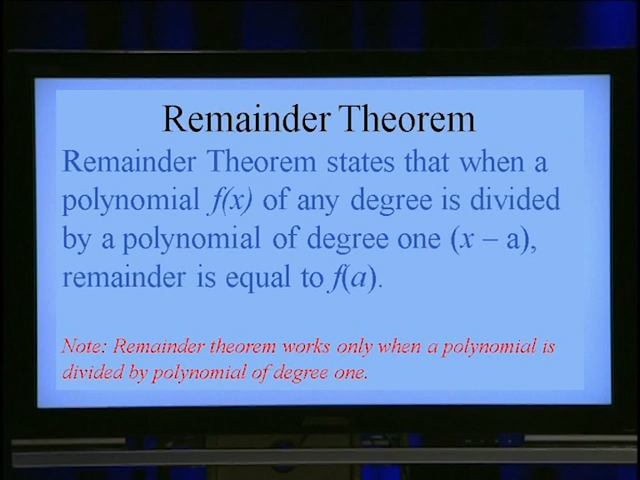 Remainder Theorem
Remainder Theorem states that when a
polynomial f(x) of any degree is divided
by a polynomial of degree one (x – a),
remainder is equal to f(a).
Note: Remainder theorem works only when a polynomial is
divided by polynomial of degree one.